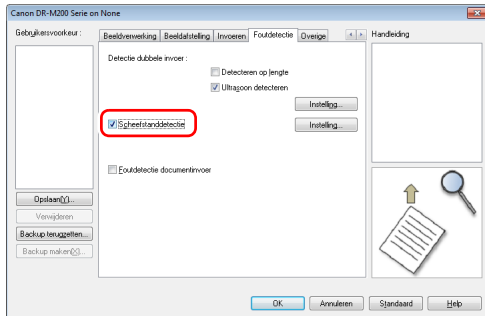 Canon DR-M200 Serie on None
Gebruikersvoorkeur :
Beeldverwerking Beeldafstelling Invoeren Foutdetectie Overige
Handleiding
Detectie dubbele invoer :
Detecteren op lengte
Ultrasoon detecteren
Instelling...
Scheefstanddetectie
Instelling...
Foutdetectie documentinvoer
Opslaan(Y)...
Verwijderen
Backup terugzetten...
Backup maken(X)...
OK Annuleren Standaard Help